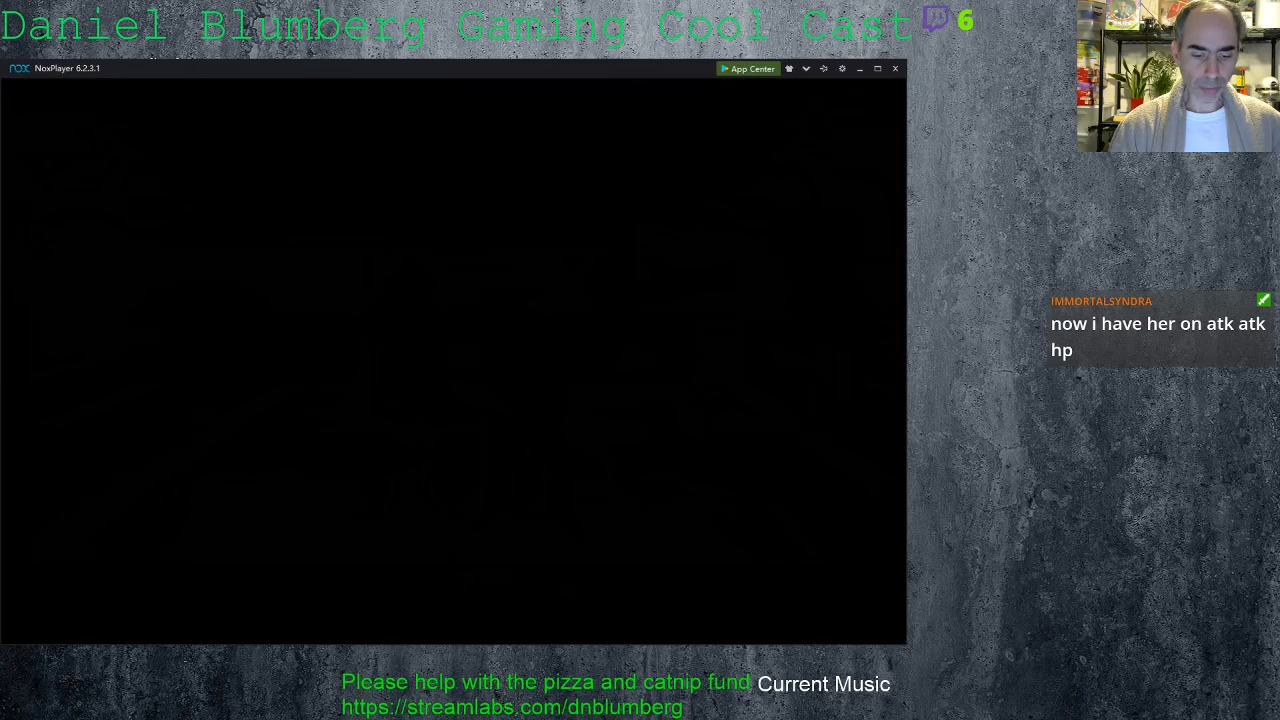 Daniel Blumberg Gaming Cool Cast 6
nox NoxPlayer 6.2.3.1 App Center
IMMORTALSYNDRA
now i have her on atk atk
hp
Please help with the pizza and catnip fund Current Music
https://streamlabs.com/dnblumberg